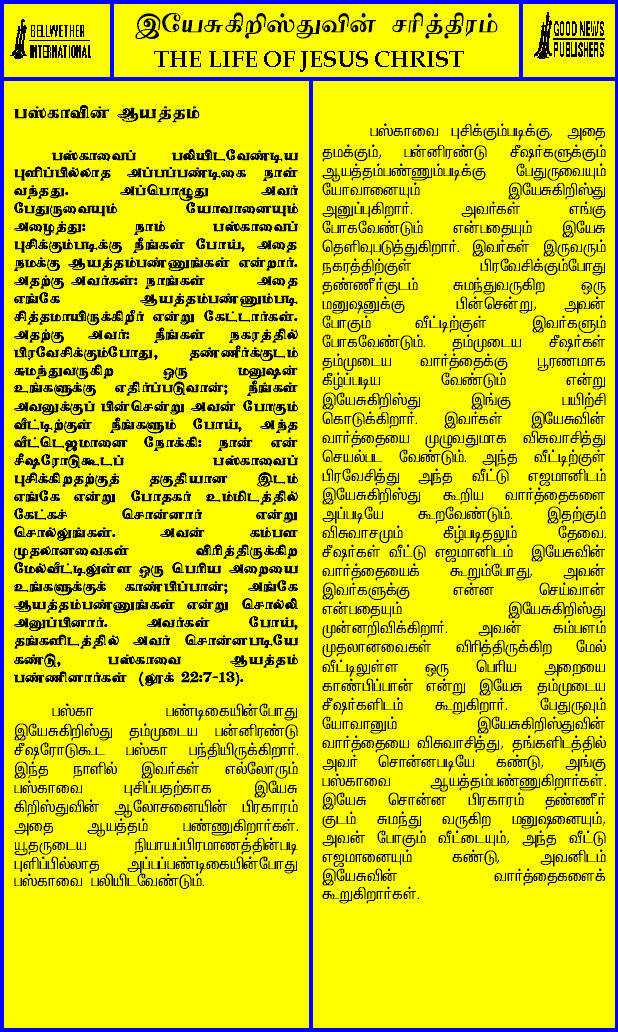 BELLWETHER
INTERNATIONAL
இயேசுகிறிஸ்துவின் சரித்திரம்
THE LIFE OF JESUS CHRIST
GOOD NEWS
PUBLISHERS
பஸ்காவின் ஆயத்தம்
பஸ்காவைப் பலியிடவேண்டிய
புளிப்பில்லாத அப்பப்பண்டிகை நாள்
வந்தது. அப்பொழுது அவர்
பேதுருவையும் யோவானையும்
அழைத்து: நாம் பஸ்காவைப்
புசிக்கும்படிக்கு நீங்கள் போய், அதை
நமக்கு ஆயத்தம்பண்ணுங்கள் என்றார்.
அதற்கு அவர்கள்: நாங்கள் அதை
எங்கே ஆயத்தம்பண்ணும்படி
சித்தமாயிருக்கிறீர் என்று கேட்டார்கள்.
அதற்கு அவர்: நீங்கள் நகரத்தில்
பிரவேசிக்கும்போது, தண்ணீர்க்குடம்
சுமந்துவருகிற ஒரு மனுஷன்
உங்களுக்கு எதிர்ப்படுவான்; நீங்கள்
அவனுக்குப் பின்சென்று அவன் போகும்
வீட்டிற்குள் நீங்களும் போய், அந்த
வீட்டெஜமானை நோக்கி: நான் என்
சீஷரோடுகூடப் பஸ்காவைப்
புசிக்கிறதற்குத் தகுதியான இடம்
எங்கே என்று போதகர் உம்மிடத்தில்
கேட்கச் சொன்னார் என்று
சொல்லுங்கள். அவன் கம்பள
முதலானவைகள் விரித்திருக்கிற
மேல்வீட்டிலுள்ள ஒரு பெரிய அறையை
உங்களுக்குக் காண்பிப்பான்; அங்கே
ஆயத்தம்பண்ணுங்கள் என்று சொல்லி
அனுப்பினார். அவர்கள் போய்,
தங்களிடத்தில் அவர் சொன்னபடியே
கண்டு, பஸ்காவை ஆயத்தம்
பண்ணினார்கள் (லூக் 22:7-13).
பஸ்கா பண்டிகையின்போது
இயேசுகிறிஸ்து தம்முடைய பன்னிரண்டு
சீஷரோடுகூட பஸ்கா பந்தியிருக்கிறார்.
இந்த நாளில் இவர்கள் எல்லோரும்
பஸ்காவை புசிப்பதற்காக இயேசு
கிறிஸ்துவின் ஆலோசனையின் பிரகாரம்
அதை ஆயத்தம் பண்ணுகிறார்கள்.
யூதருடைய நியாயப்பிரமாணத்தின்படி
புளிப்பில்லாத அப்பப்பண்டிகையின்போது
பஸ்காவை பலியிடவேண்டும்.
பஸ்காவை புசிக்கும்படிக்கு, அதை
தமக்கும், பன்னிரண்டு சீஷர்களுக்கும்
ஆயத்தம்பண்ணும்படிக்கு பேதுருவையும்
யோவானையும் இயேசுகிறிஸ்து
அனுப்புகிறார். அவர்கள் எங்கு
போகவேண்டும் என்பதையும் இயேசு
தெளிவுபடுத்துகிறார். இவர்கள் இருவரும்
நகரத்திற்குள் பிரவேசிக்கும்போது
தண்ணீர்குடம் சுமந்துவருகிற ஒரு
மனுஷனுக்கு பின்சென்று, அவன்
போகும் வீட்டிற்குள் இவர்களும்
போகவேண்டும். தம்முடைய சீஷர்கள்
தம்முடைய வார்த்தைக்கு பூரணமாக
கீழ்ப்படிய வேண்டும் என்று
இயேசுகிறிஸ்து இங்கு பயிற்சி
கொடுக்கிறார். இவர்கள் இயேசுவின்
வார்த்தையை முழுவதுமாக விசுவாசித்து
செயல்பட வேண்டும். அந்த வீட்டிற்குள்
பிரவேசித்து அந்த வீட்டு எஜமானிடம்
இயேசுகிறிஸ்து கூறிய வார்த்தைகளை
அப்படியே கூறவேண்டும். இதற்கும்
விசுவாசமும் கீழ்படிதலும் தேவை.
சீஷர்கள் வீட்டு எஜமானிடம் இயேசுவின்
வார்த்தையைக் கூறும்போது, அவன்
இவர்களுக்கு என்ன செய்வான்
என்பதையும் இயேசுகிறிஸ்து
முன்னறிவிக்கிறார். அவன் கம்பளம்
முதலானவைகள் விரித்திருக்கிற மேல்
வீட்டிலுள்ள ஒரு பெரிய அறையை
காண்பிப்பான் என்று இயேசு தம்முடைய
சீஷர்களிடம் கூறுகிறார். பேதுருவும்
யோவானும் இயேசுகிறிஸ்துவின்
வார்த்தையை விசுவாசித்து, தங்களிடத்தில்
அவர் சொன்னபடியே கண்டு, அங்கு
பஸ்காவை ஆயத்தம்பண்ணுகிறார்கள்.
இயேசு சொன்ன பிரகாரம் தண்ணீர்
குடம் சுமந்து வருகிற மனுஷனையும்,
அவன் போகும் வீட்டையும், அந்த வீட்டு
எஜமானையும் கண்டு, அவனிடம்
இயேசுவின் வார்த்தைகளைக்
கூறுகிறார்கள்.